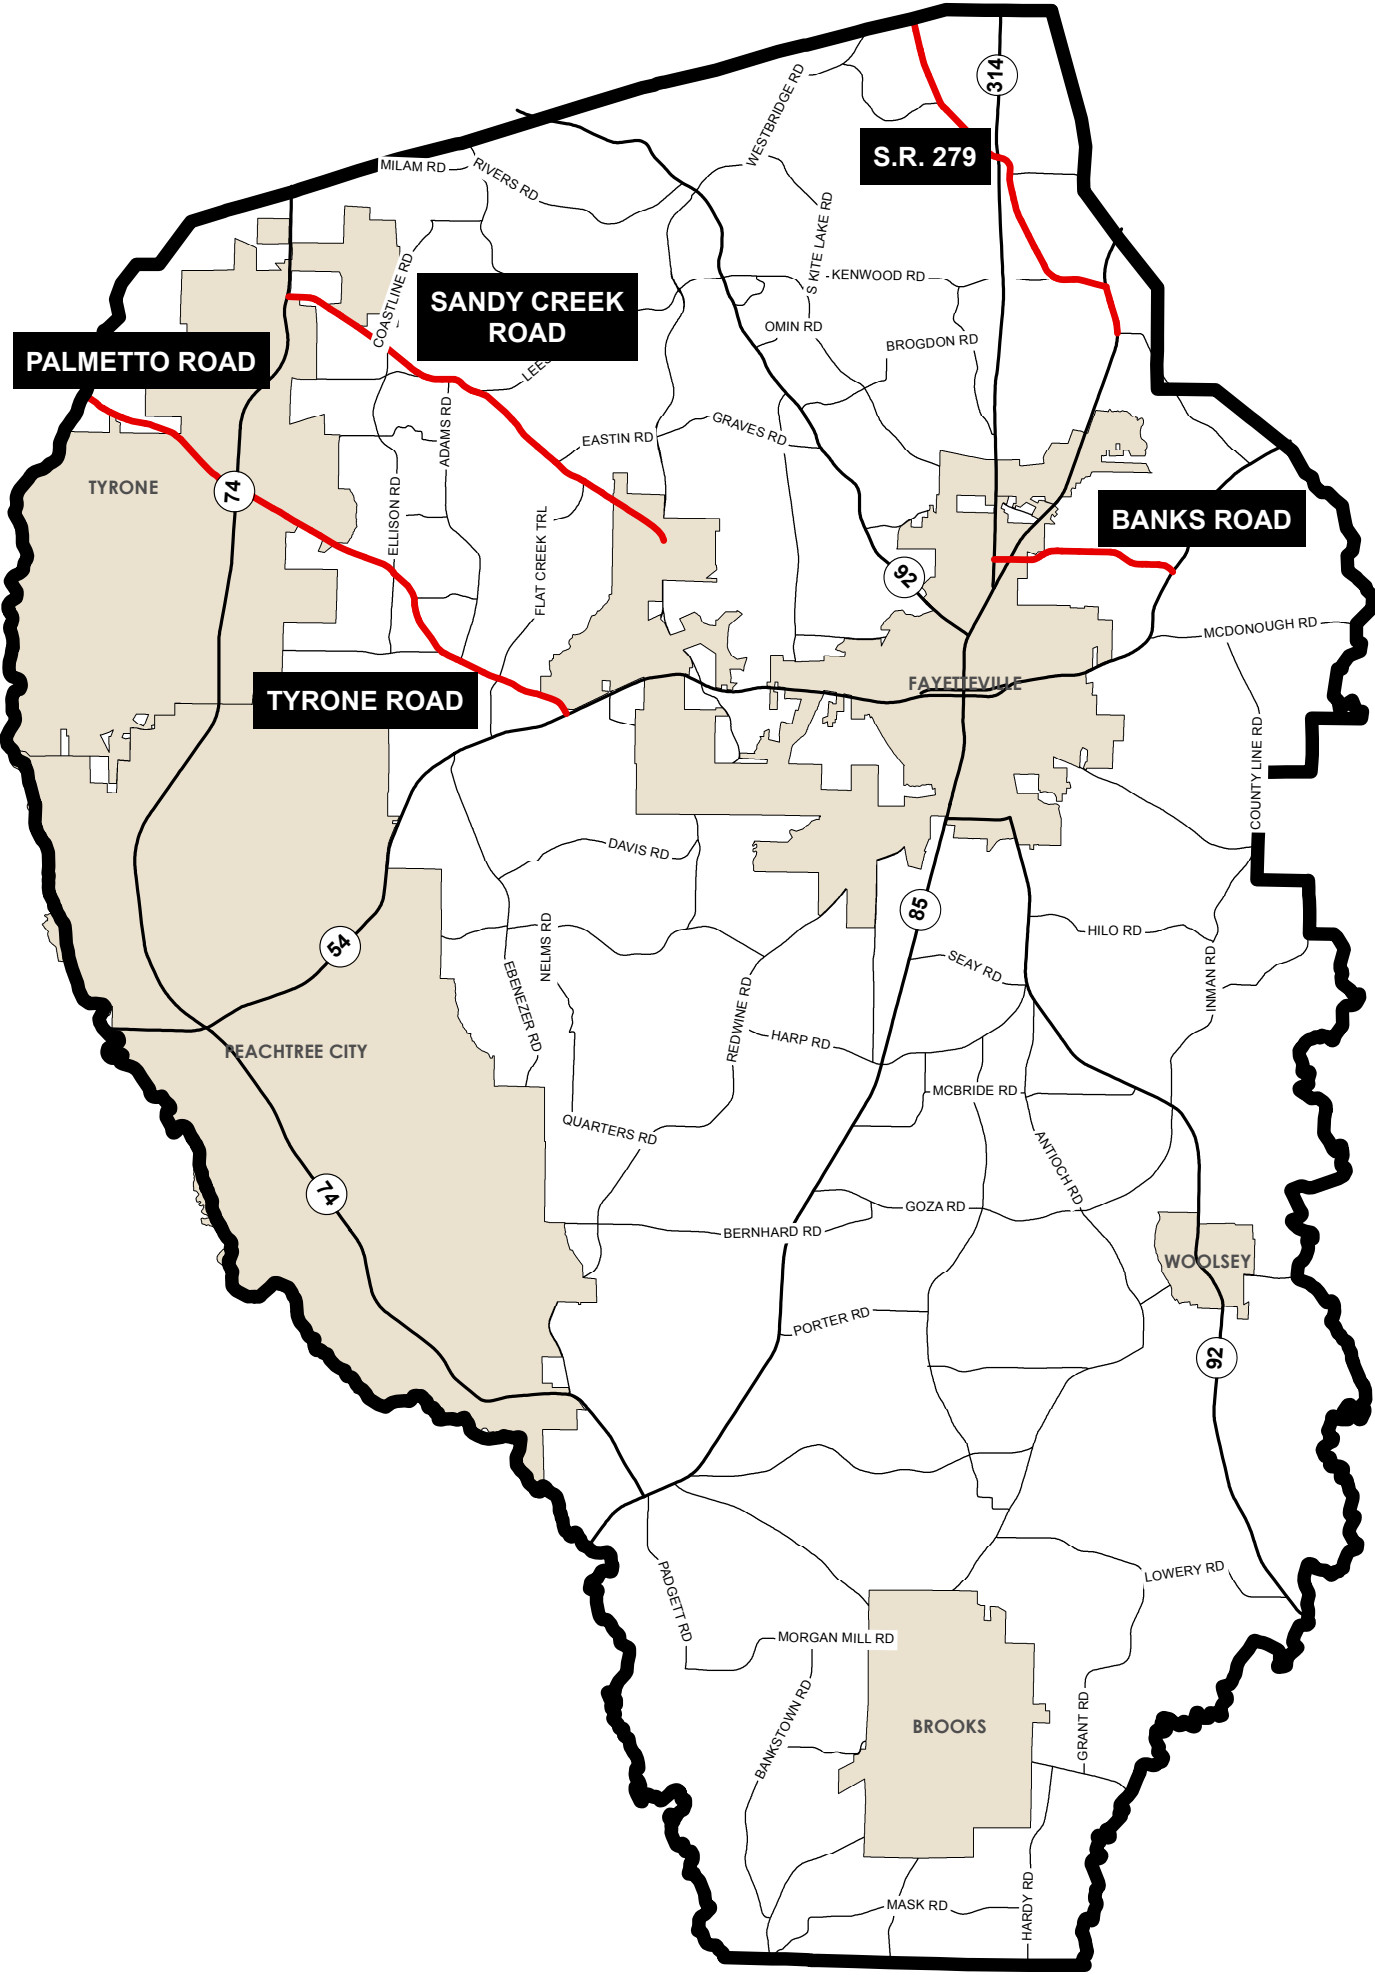 314
WESTBRIDGE RD
S.R. 279
MILAM RD
RIVERS RD
S KITE LAKE RD
COASTLINE RD
KENWOOD RD
SANDY CREEK
ROAD
OMIN RD
BROGDON RD
PALMETTO ROAD
LEES
ADAMS RD
GRAVES RD
EASTIN RD
TYRONE
74
ELLISON RD
BANKS ROAD
FLAT CREEK TRL
92
MCDONOUGH RD
FAYETTEVILLE
TYRONE ROAD
COUNTY LINE RD
DAVIS RD
85
54
NELMS RD
HILO RD
SEAY RD
INMAN RD
EBENEZER RD
REDWINE RD
HARP RD
PEACHTREE CITY
MCBRIDE RD
QUARTERS RD
ANTIOCH RD
74
GOZA RD
BERNHARD RD
WOOLSEY
PORTER RD
92
LOWERY RD
PADGETT RD
MORGAN MILL RD
BROOKS
GRANT RD
BANKSTOWN RD
MASK RD
HARDY RD